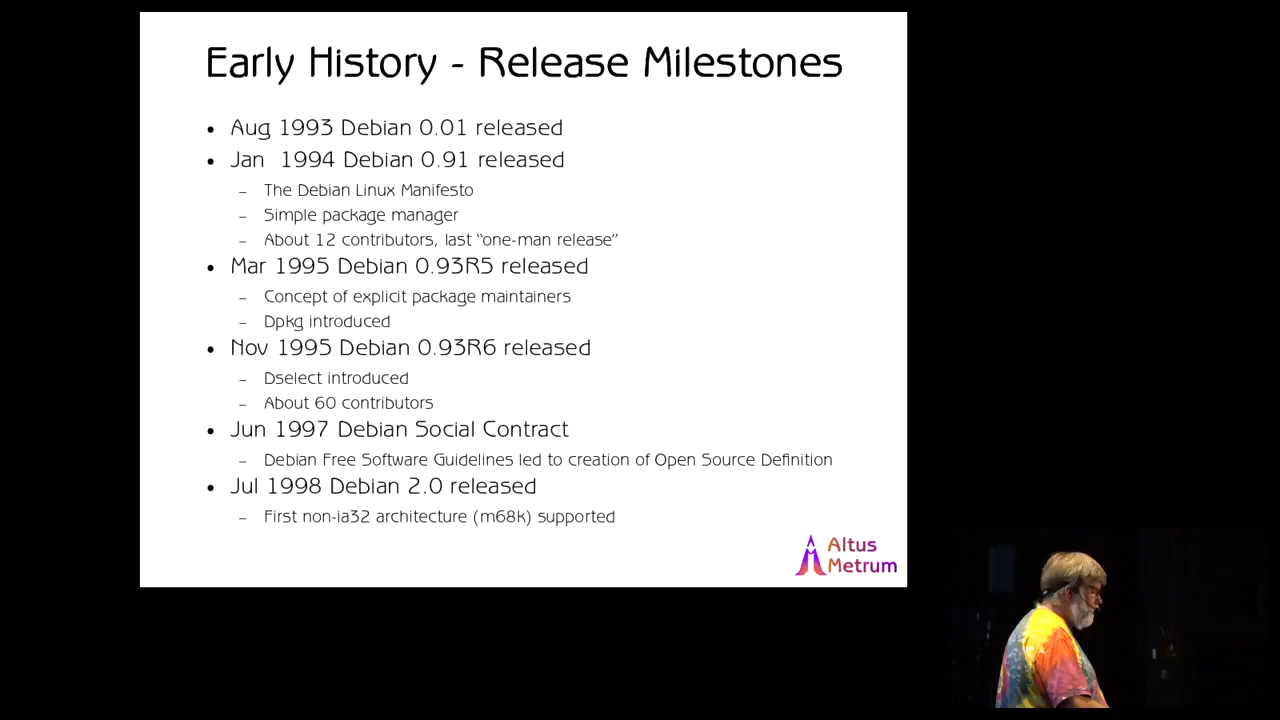 Early History - Release Milestones
• Aug 1993 Debian 0.01 released
• Jan  1994 Debian 0.91 released
– The Debian Linux Manifesto
– Simple package manager
– About 12 contributors, last “one-man release”
• Mar 1995 Debian 0.93R5 released
– Concept of explicit package maintainers
– Dpkg introduced
• Nov 1995 Debian 0.93R6 released
– Dselect introduced
– About 60 contributors
• Jun 1997 Debian Social Contract
– Debian Free Software Guidelines led to creation of Open Source Definition
• Jul 1998 Debian 2.0 released
– First non-ia32 architecture (m68k) supported
Altus
Metrum